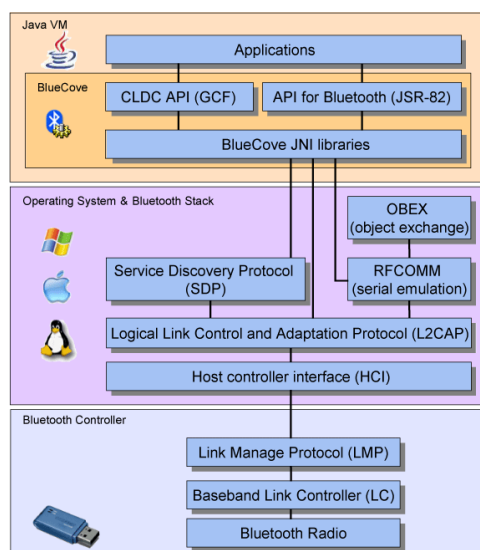 Java VM
Applications
BlueCove
CLDC API (GCF)
API for Bluetooth (JSR-82)
BlueCove JNI libraries
Operating System & Bluetooth Stack
OBEX
(object exchange)
Service Discovery Protocol
(SDP)
RFCOMM
(serial emulation)
Logical Link Control and Adaptation Protocol (L2CAP)
Host controller interface (HCI)
Bluetooth Controller
Link Manage Protocol (LMP)
Baseband Link Controller (LC)
Bluetooth Radio